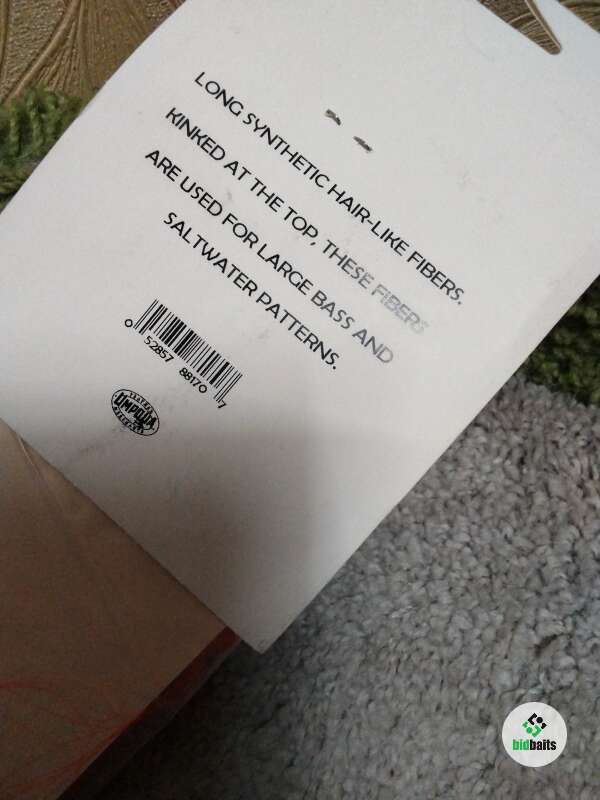 LONG SYNTHETIC HAIR-LIKE FIBERS.
KINKED AT THE TOP, THESE FIBERS
ARE USED FOR LARGE BASS AND
SALTWATER PATTERNS.
0 52857 88170 7
UMPQUA
bidbaits